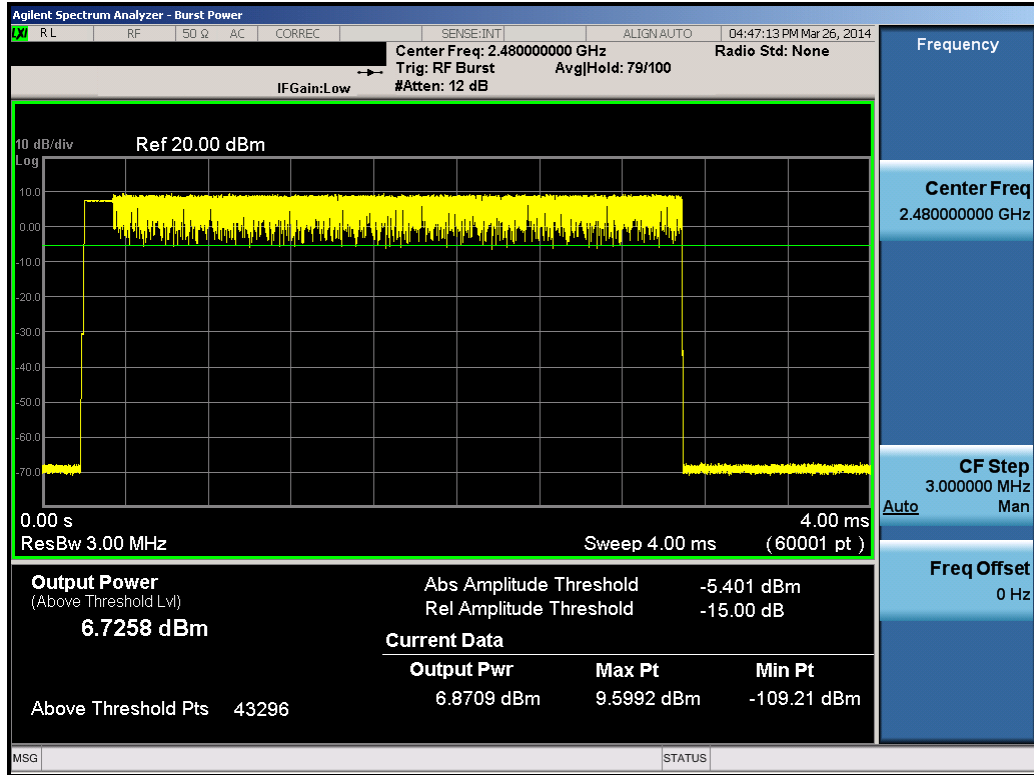 Agilent Spectrum Analyzer - Burst Power
LXI RL RF 50 Ω AC CORREC SENSE:INT ALIGN AUTO 04:47:13 PM Mar 26, 2014
Center Freq: 2.480000000 GHz Radio Std: None
Trig: RF Burst Avg|Hold: 79/100
IFGain:Low #Atten: 12 dB
Frequency
10 dB/div Ref 20.00 dBm
Log
10.0
0.00
-10.0
-20.0
-30.0
-40.0
-50.0
-60.0
-70.0
0.00 s 4.00 ms
ResBw 3.00 MHz Sweep 4.00 ms (60001 pt )
Output Power
(Above Threshold Lvl)
6.7258 dBm
Above Threshold Pts 43296
Abs Amplitude Threshold -5.401 dBm
Rel Amplitude Threshold -15.00 dB
Current Data
Output Pwr Max Pt Min Pt
6.8709 dBm 9.5992 dBm -109.21 dBm
Center Freq
2.480000000 GHz
CF Step
3.000000 MHz
Auto Man
Freq Offset
0 Hz
MSG STATUS